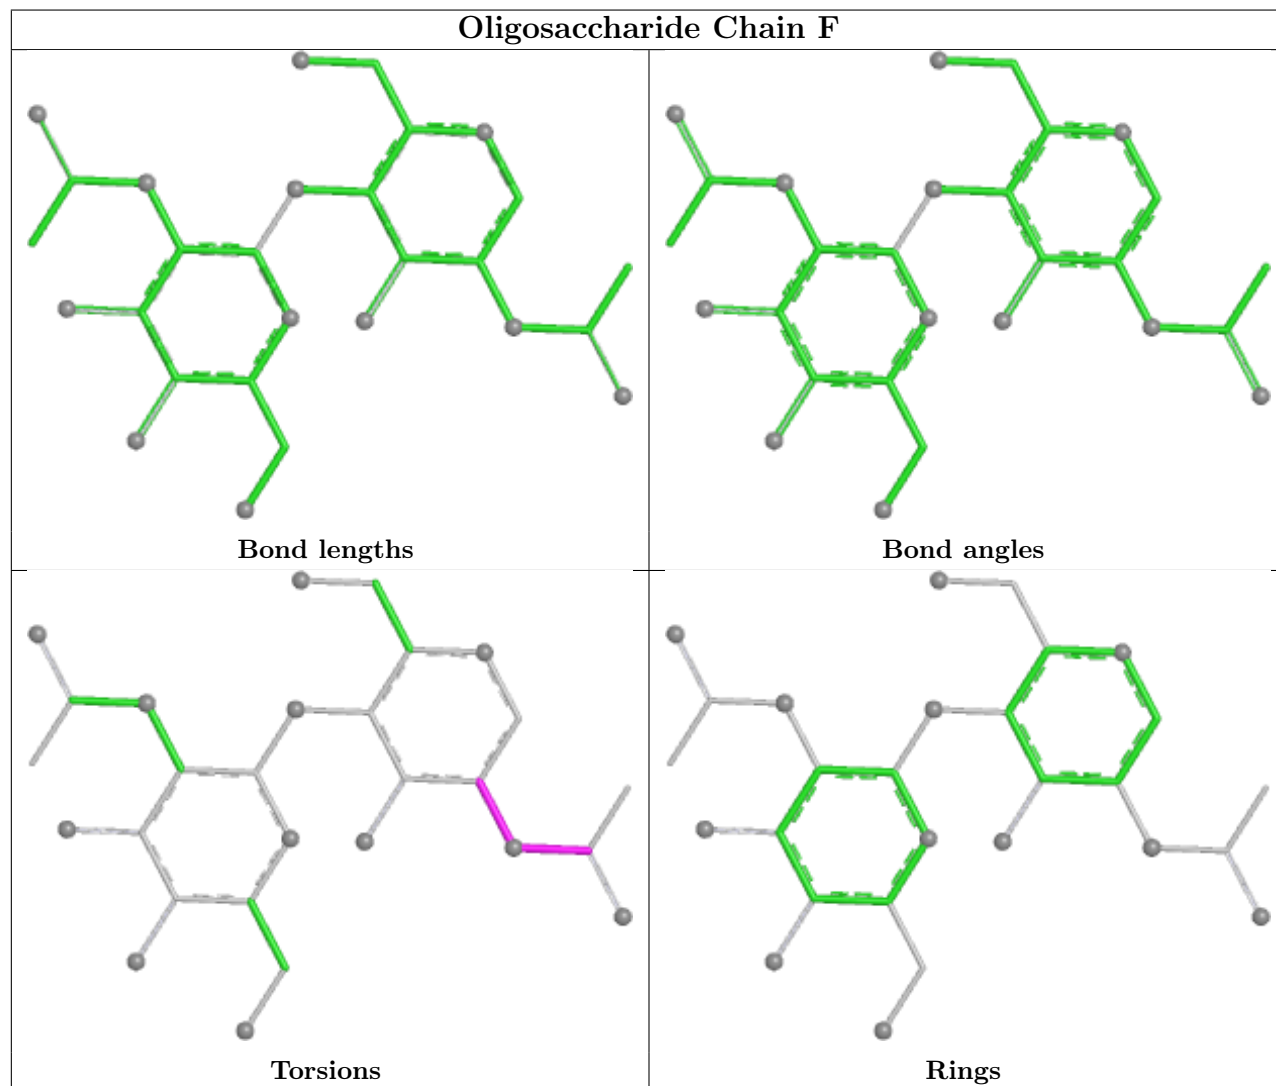 Oligosaccharide Chain F
Bond lengths
Bond angles
Torsions
Rings